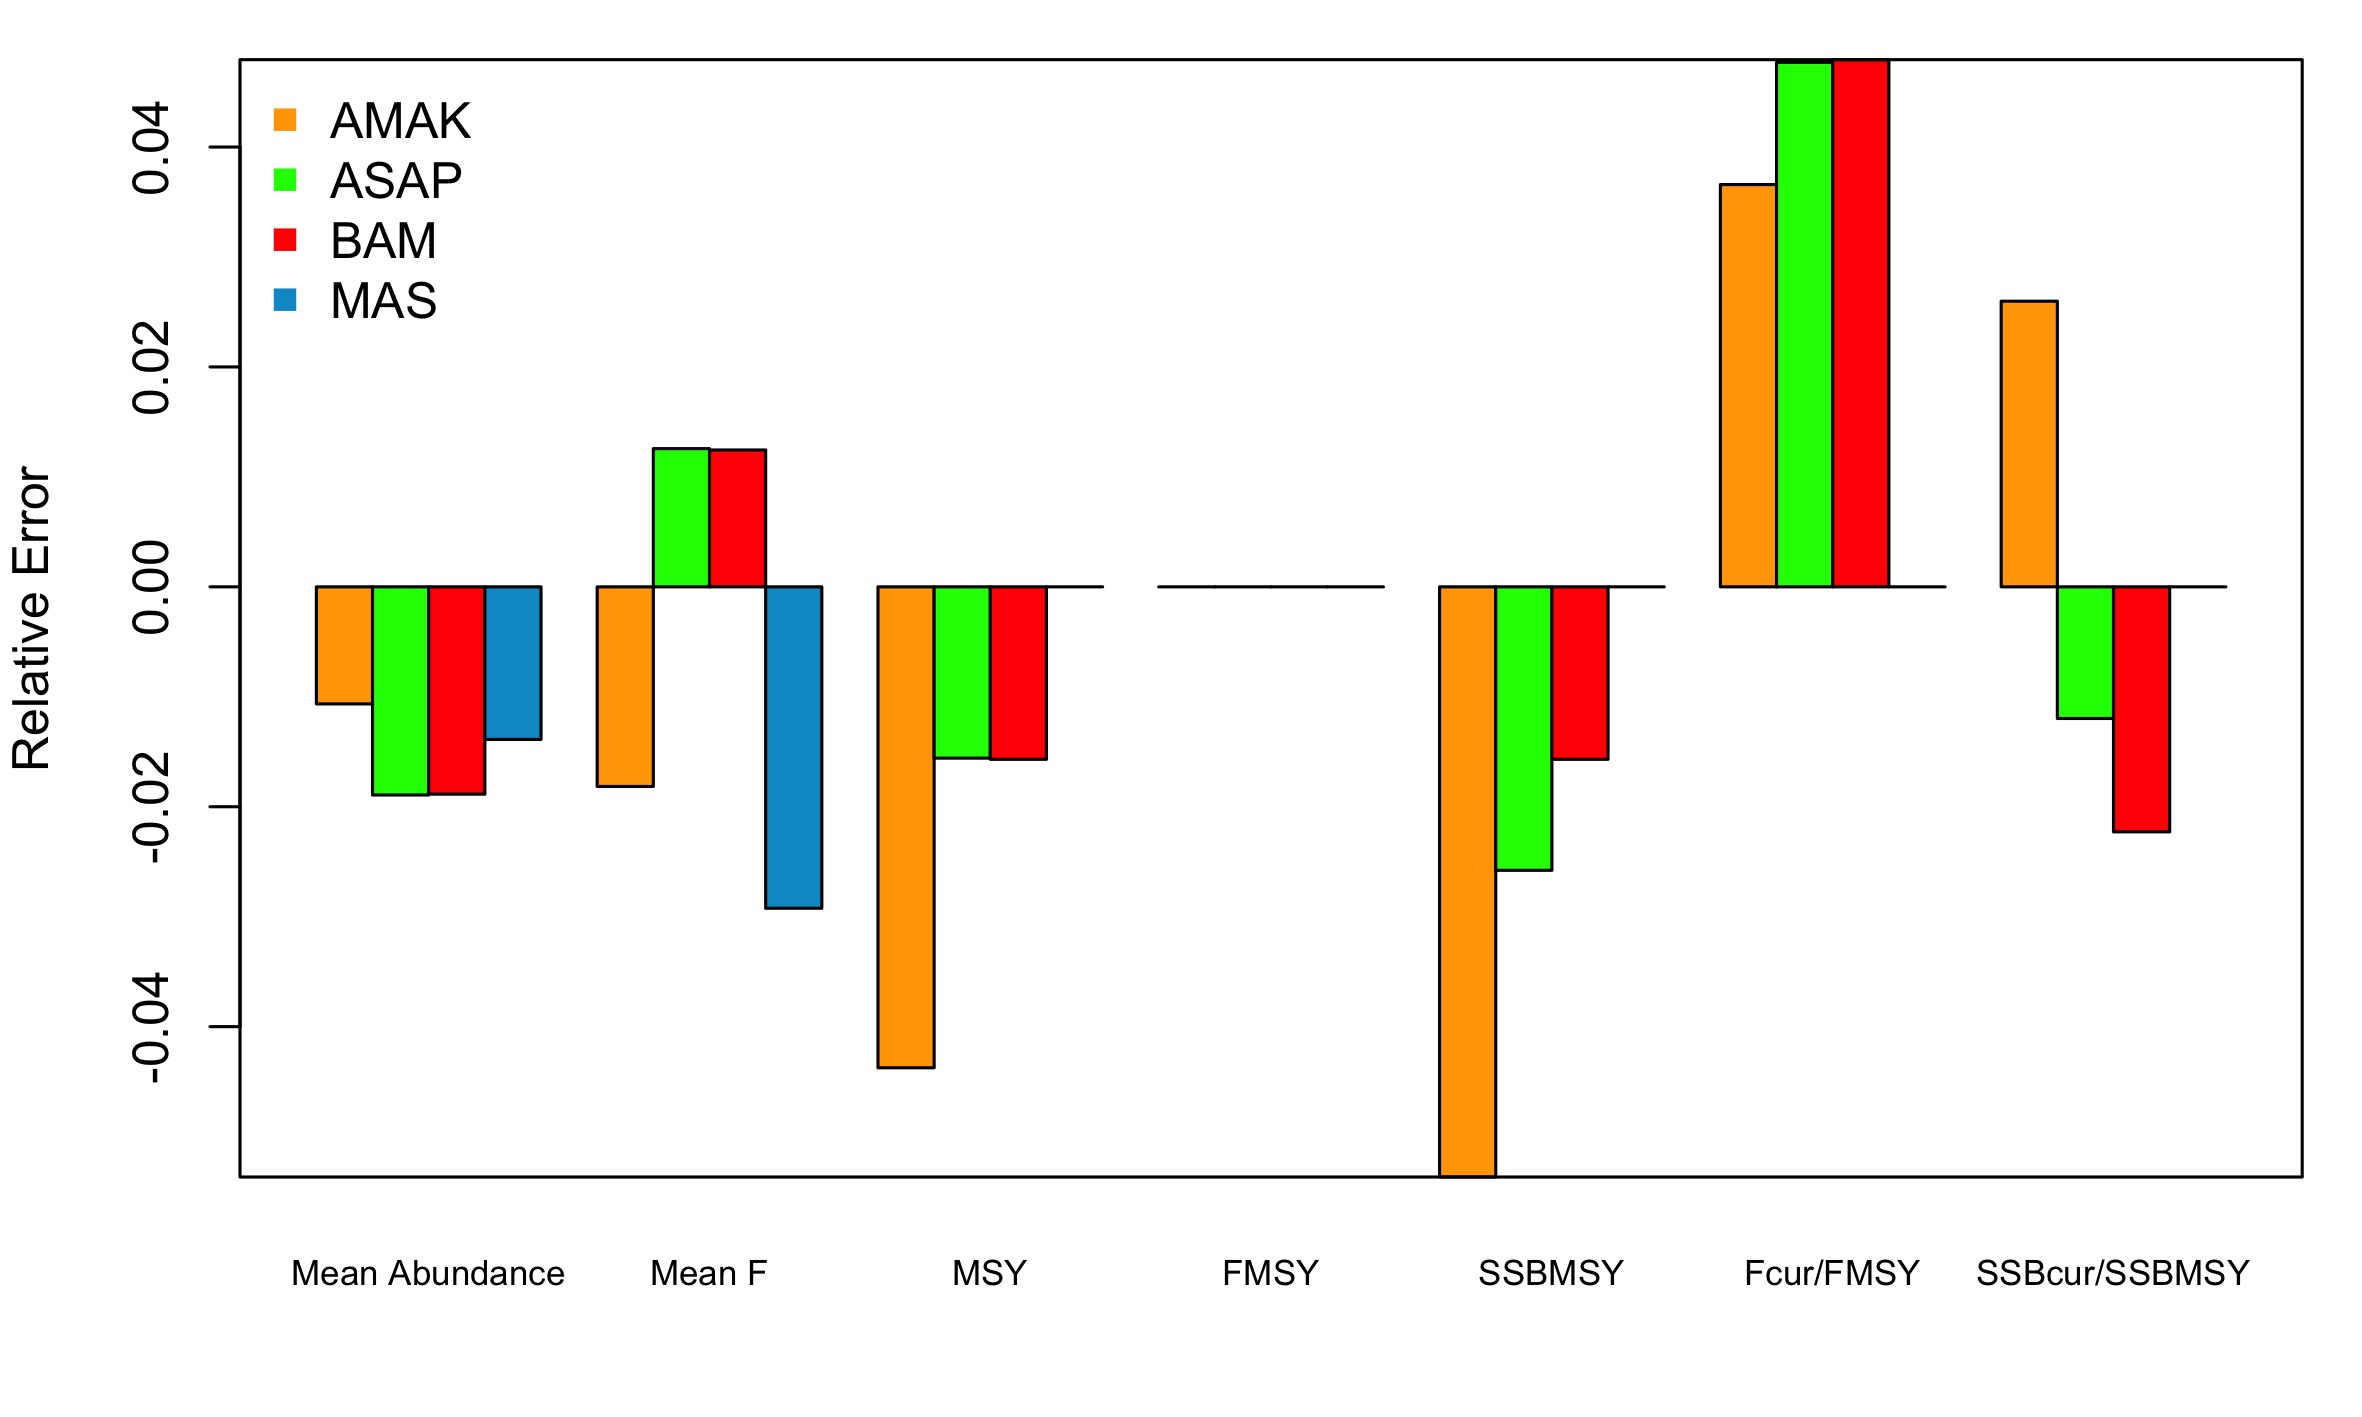 AMAK
ASAP
BAM
MAS
Relative Error
0.04
0.02
0.00
-0.02
-0.04
Mean Abundance Mean F MSY FMSY SSBMSY Fcur/FMSY SSBcur/SSBMSY